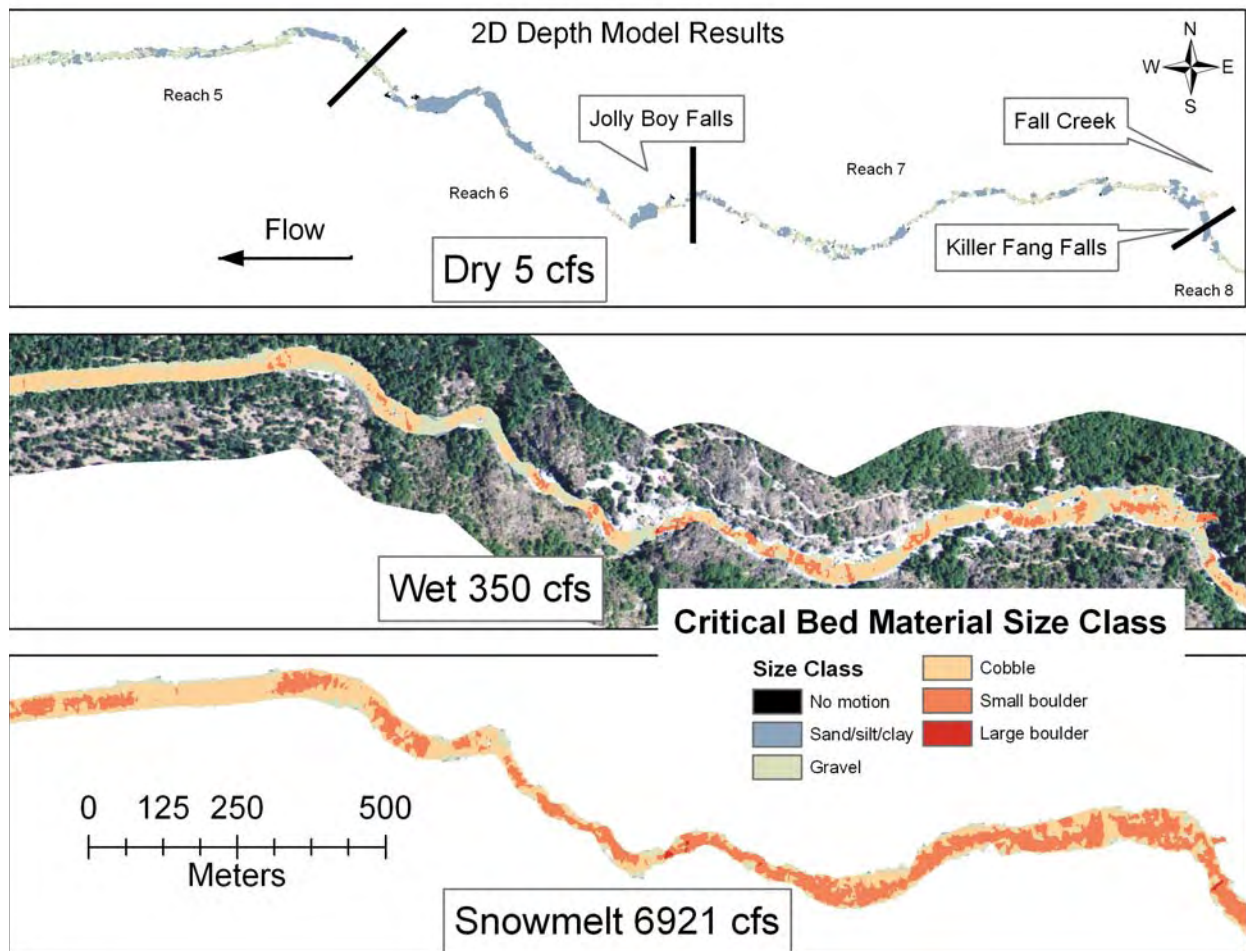 2D Depth Model Results
N
W E
S
Reach 5
Jolly Boy Falls
Fall Creek
Reach 7
Reach 6
Flow
Killer Fang Falls
Dry 5 cfs
Reach 8
Wet 350 cfs
Critical Bed Material Size Class
Size Class
No motion
Sand/silt/clay
Gravel
Cobble
Small boulder
Large boulder
0 125 250 500
Meters
Snowmelt 6921 cfs